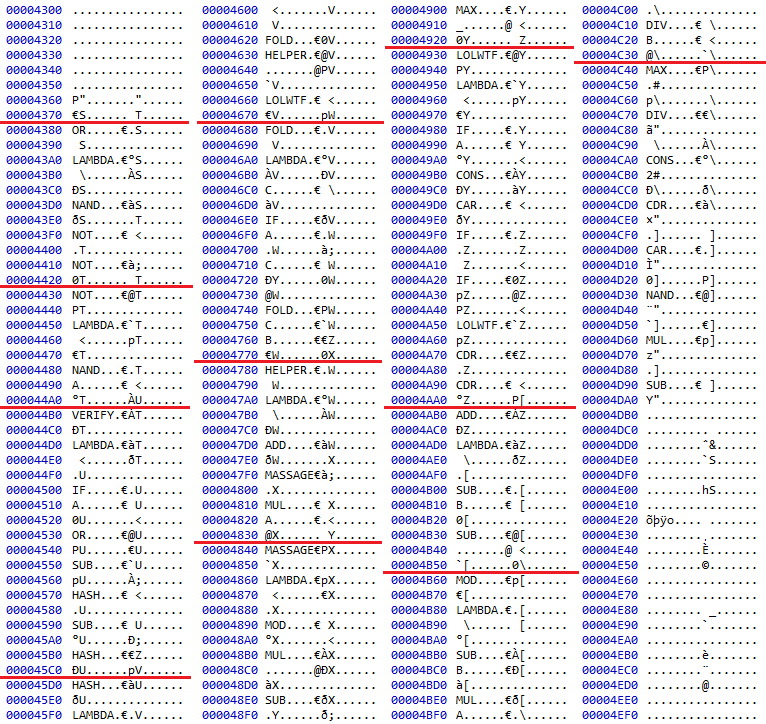 00004300 ................
00004310 ................
00004320 ................
00004330 ................
00004340 ................
00004350 ................
00004360 P"......."......
00004370 €S.......T......
00004380 OR.....€.S......
00004390  S..............
000043A0 LAMBDA.€°S......
000043B0  \......ÀS......
000043C0 ÐS..............
000043D0 NAND...€àS......
000043E0 ðS.......T......
000043F0 NOT....€ <......
00004400 .T..............
00004410 NOT....€à;......
00004420 0T....... T......
00004430 NOT....€@T......
00004440 PT..............
00004450 LAMBDA.€`T......
00004460  <......pT......
00004470 €T..............
00004480 NAND...€.T......
00004490 A......€ <......
000044A0 °T......ÀU......
000044B0 VERIFY.€ÀT......
000044C0 ÐT..............
000044D0 LAMBDA.€àT......
000044E0  <......ðT......
000044F0 .U..............
00004500 IF.....€.U......
00004510 A......€ U......
00004520 0U.......<......
00004530 OR.....€@U......
00004540 PU......€U......
00004550 SUB....€`U......
00004560 pU......À;......
00004570 HASH...€ <......
00004580 .U..............
00004590 SUB....€ U......
000045A0 °U......Ð;......
000045B0 HASH...€€Z......
000045C0 ÐU......pV......
000045D0 HASH...€àU......
000045E0 ðU..............
000045F0 LAMBDA.€.V......
00004600  <.......V......
00004610  V..............
00004620 FOLD...€0V......
00004630 HELPER.€@V......
00004640 ........@PV......
00004650 `V..............
00004660 LOLWTF.€ <......
00004670 €V......pW......
00004680 FOLD...€.V......
00004690  V..............
000046A0 LAMBDA.€°V......
000046B0 ÀV......ÐV......
000046C0 C......€ \......
000046D0 àV..............
000046E0 IF.....€ðV......
000046F0 A......€.W......
00004700 .W......à;......
00004710 C......€ W......
00004720 ÐY......0W......
00004730 @W..............
00004740 FOLD...€PW......
00004750 C......€`W......
00004760 B......€€Z......
00004770 €W......0X......
00004780 HELPER.€.W......
00004790  W..............
000047A0 LAMBDA.€°W......
000047B0  \......ÀW......
000047C0 ÐW..............
000047D0 ADD....€àW......
000047E0 ðW.......X......
000047F0 MASSAGE€à;......
00004800 .X..............
00004810 MUL....€ X......
00004820 A......€.<......
00004830 @X.......Y......
00004840 MASSAGE€PX......
00004850 `X..............
00004860 LAMBDA.€pX......
00004870  <......€X......
00004880 .X..............
00004890 MOD....€ X......
000048A0 °X.......<......
000048B0 MUL....€ÀX......
000048C0 .......@ÐX......
000048D0 àX..............
000048E0 SUB....€ðX......
000048F0 .Y......ð;......
00004900 MAX....€.Y......
00004910 _......@ <......
00004920 0Y.......Z......
00004930 LOLWTF.€@Y......
00004940 PY..............
00004950 LAMBDA.€`Y......
00004960  <......pY......
00004970 €Y..............
00004980 IF.....€.Y......
00004990 A......€ Y......
000049A0 °Y.......<......
000049B0 CONS...€ÀY......
000049C0 ÐY......àY......
000049D0 CAR....€ <......
000049E0 ðY..............
000049F0 IF.....€.Z......
00004A00 .Z.......Z......
00004A10  Z.......<......
00004A20 IF.....€0Z......
00004A30 pZ......@Z......
00004A40 PZ.......<......
00004A50 LOLWTF.€`Z......
00004A60 pZ..............
00004A70 CDR....€€Z......
00004A80 .Z..............
00004A90 CDR....€ <......
00004AA0 °Z......P[......
00004AB0 ADD....€ÀZ......
00004AC0 ÐZ..............
00004AD0 LAMBDA.€àZ......
00004AE0  \......ðZ......
00004AF0 .[..............
00004B00 SUB....€.[......
00004B10 B......€ [......
00004B20 0[..............
00004B30 SUB....€@[......
00004B40 .......@ <......
00004B50 `[......0\......
00004B60 MOD....€p[......
00004B70 €[..............
00004B80 LAMBDA.€.[......
00004B90  \...... [......
00004BA0 °[..............
00004BB0 SUB....€À[......
00004BC0 B......€Ð[......
00004BD0 à[..............
00004BE0 MUL....€ð[......
00004BF0 A......€.\......
00004C00 .\..............
00004C10 DIV....€ \......
00004C20 B......€ <......
00004C30 @\......`\......
00004C40 MAX....€P\......
00004C50 .#..............
00004C60 p\.......\......
00004C70 DIV....€€\......
00004C80 ã"..............
00004C90  \......À\......
00004CA0 CONS...€°\......
00004CB0 2#..............
00004CC0 Ð\......ð\......
00004CD0 CDR....€à\......
00004CE0 ×"..............
00004CF0 .]...... ]......
00004D00 CAR....€.]......
00004D10 Ì"..............
00004D20 0]......P]......
00004D30 NAND...€@]......
00004D40 ¨"..............
00004D50 `]......€]......
00004D60 MUL....€p]......
00004D70 z"..............
00004D80 .]..............
00004D90 SUB....€ ]......
00004DA0 Y"..............
00004DB0 ................
00004DC0 ................
00004DD0 ........ˆ&......
00004DE0 ........`S......
00004DF0 ................
00004E00 ........hS......
00004E10 ................
00004E20 õþÿo............
00004E30 ................
00004E40 ........È.......
00004E50 ........©.......
00004E60 ................
00004E70 ................
00004E80 ........ _......
00004E90 ........`.......
00004EA0 ................
00004EB0 ........è.......
00004EC0 ........¨.......
00004ED0 ........@.......
00004EE0 ................
00004EF0 ................